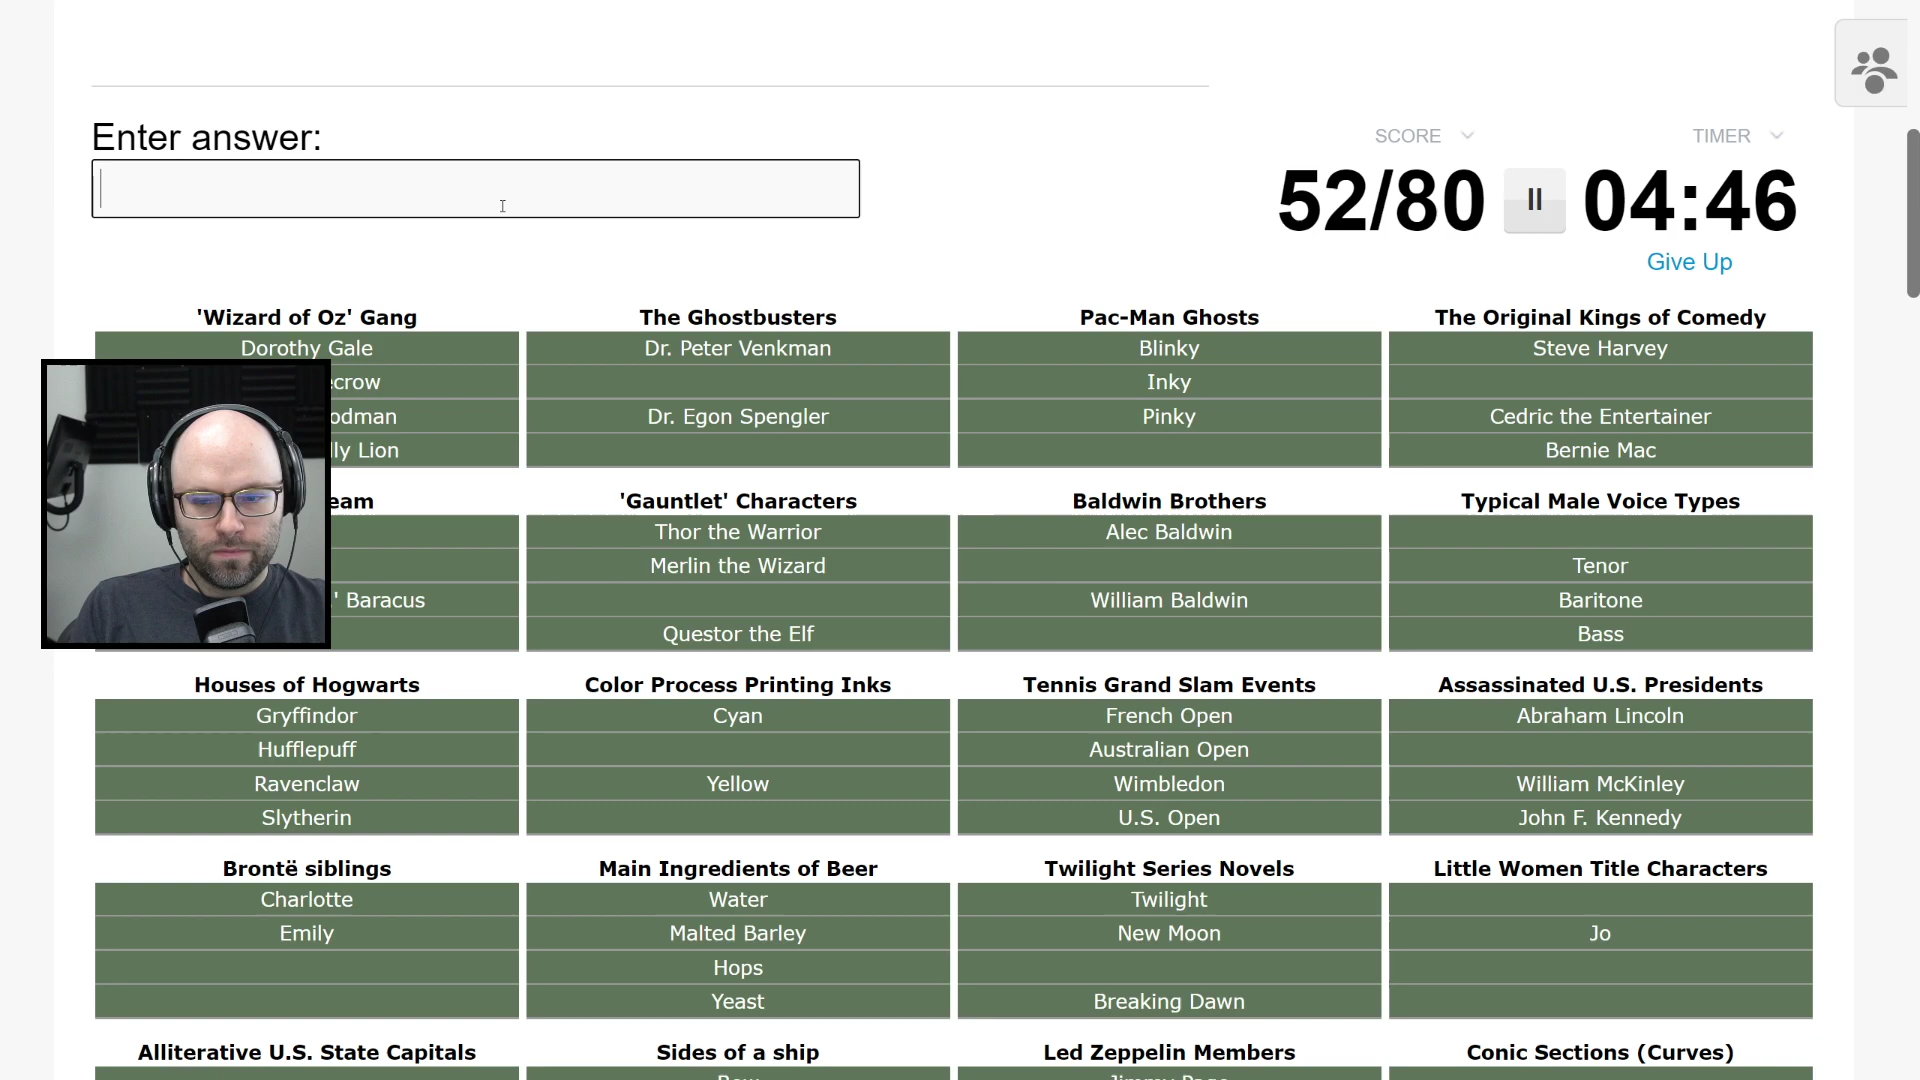 Enter answer:
SCORE
TIMER
52/80
04:46
Give Up
'Wizard of Oz' Gang
The Ghostbusters
Pac-Man Ghosts
The Original Kings of Comedy
Dorothy Gale
Dr. Peter Venkman
Blinky
Steve Harvey
ecrow
Inky
odman
Dr. Egon Spengler
Pinky
Cedric the Entertainer
lly Lion
Bernie Mac
eam
'Gauntlet' Characters
Baldwin Brothers
Typical Male Voice Types
Thor the Warrior
Alec Baldwin
Merlin the Wizard
Tenor
' Baracus
William Baldwin
Baritone
Questor the Elf
Bass
Houses of Hogwarts
Color Process Printing Inks
Tennis Grand Slam Events
Assassinated U.S. Presidents
Gryffindor
Cyan
French Open
Abraham Lincoln
Hufflepuff
Australian Open
Ravenclaw
Yellow
Wimbledon
William McKinley
Slytherin
U.S. Open
John F. Kennedy
Brontë siblings
Main Ingredients of Beer
Twilight Series Novels
Little Women Title Characters
Charlotte
Water
Twilight
Emily
Malted Barley
New Moon
Jo
Hops
Yeast
Breaking Dawn
Alliterative U.S. State Capitals
Sides of a ship
Led Zeppelin Members
Conic Sections (Curves)
Bow
Jimmy Page